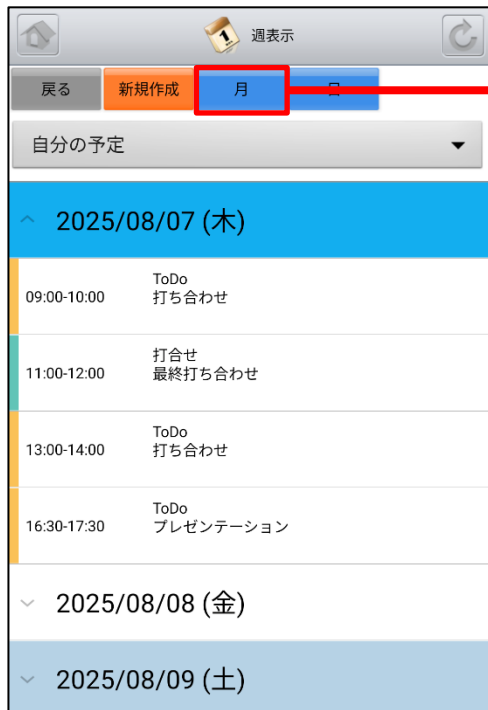 週表示
戻る
新規作成
月
日
自分の予定
2025/08/07 (木)
ToDo
09:00-10:00
打ち合わせ
打合せ
11:00-12:00
最終打ち合わせ
ToDo
13:00-14:00
打ち合わせ
ToDo
16:30-17:30
プレゼンテーション
2025/08/08 (金)
2025/08/09 (土)